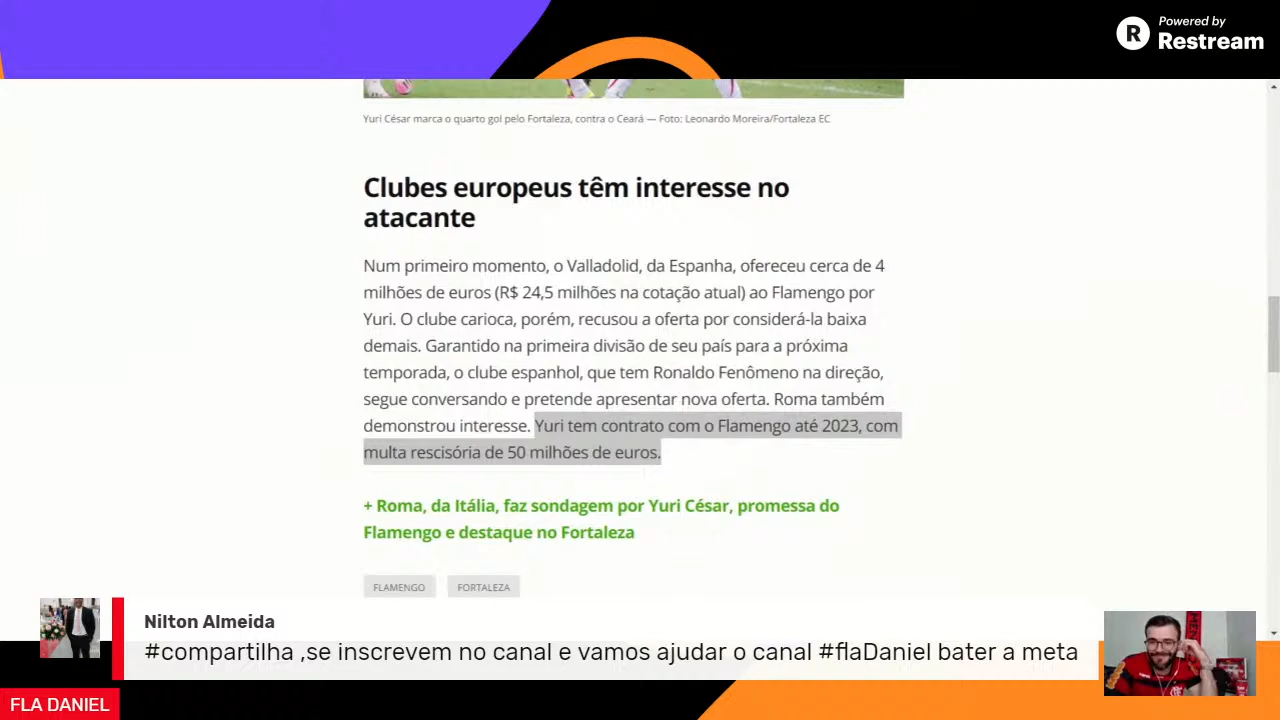 Powered by
R Restream
Yuri César marca o quarto gol pelo Fortaleza, contra o Ceará — Foto: Leonardo Moreira/Fortaleza EC
Clubes europeus têm interesse no
atacante
Num primeiro momento, o Valladolid, da Espanha, ofereceu cerca de 4
milhões de euros (R$ 24,5 milhões na cotação atual) ao Flamengo por
Yuri. O clube carioca, porém, recusou a oferta por considerá-la baixa
demais. Garantido na primeira divisão de seu país para a próxima
temporada, o clube espanhol, que tem Ronaldo Fenômeno na direção,
segue conversando e pretende apresentar nova oferta. Roma também
demonstrou interesse. Yuri tem contrato com o Flamengo até 2023, com
multa rescisória de 50 milhões de euros.
+ Roma, da Itália, faz sondagem por Yuri César, promessa do
Flamengo e destaque no Fortaleza
FLAMENGO FORTALEZA
Nilton Almeida
#compartilha ,se inscrevem no canal e vamos ajudar o canal #flaDaniel bater a meta
FLA DANIEL